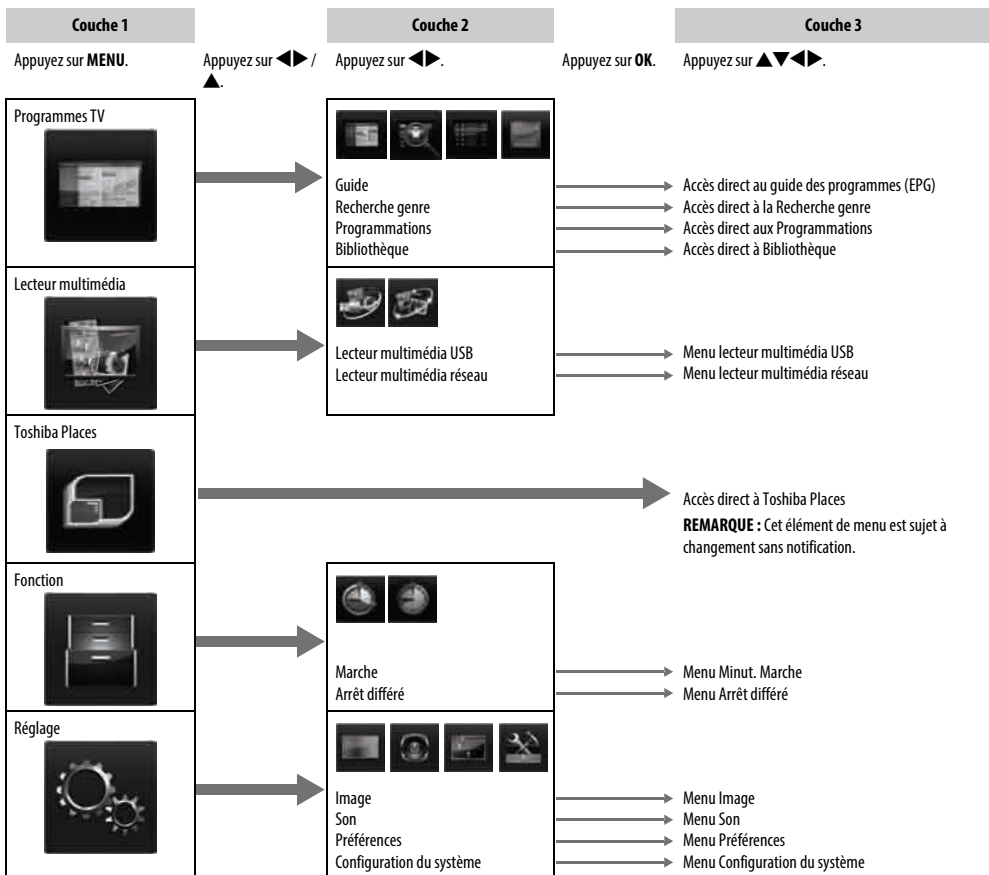 Couche 1
Couche 2
Couche 3
Appuyez sur MENU.
Appuyez sur ◀▶ /
▲.
Appuyez sur ◀▶.
Appuyez sur OK.
Appuyez sur ▲▼◀▶.
Programmes TV
Guide
Accès direct au guide des programmes (EPG)
Recherche genre
Accès direct à la Recherche genre
Programmations
Accès direct aux Programmations
Bibliothèque
Accès direct à Bibliothèque
Lecteur multimédia
Lecteur multimédia USB
Menu lecteur multimédia USB
Lecteur multimédia réseau
Menu lecteur multimédia réseau
Toshiba Places
Accès direct à Toshiba Places
REMARQUE : Cet élément de menu est sujet à
changement sans notification.
Fonction
Marche
Menu Minut. Marche
Arrêt différé
Menu Arrêt différé
Réglage
Image
Menu Image
Son
Menu Son
Préférences
Menu Préférences
Configuration du système
Menu Configuration du système